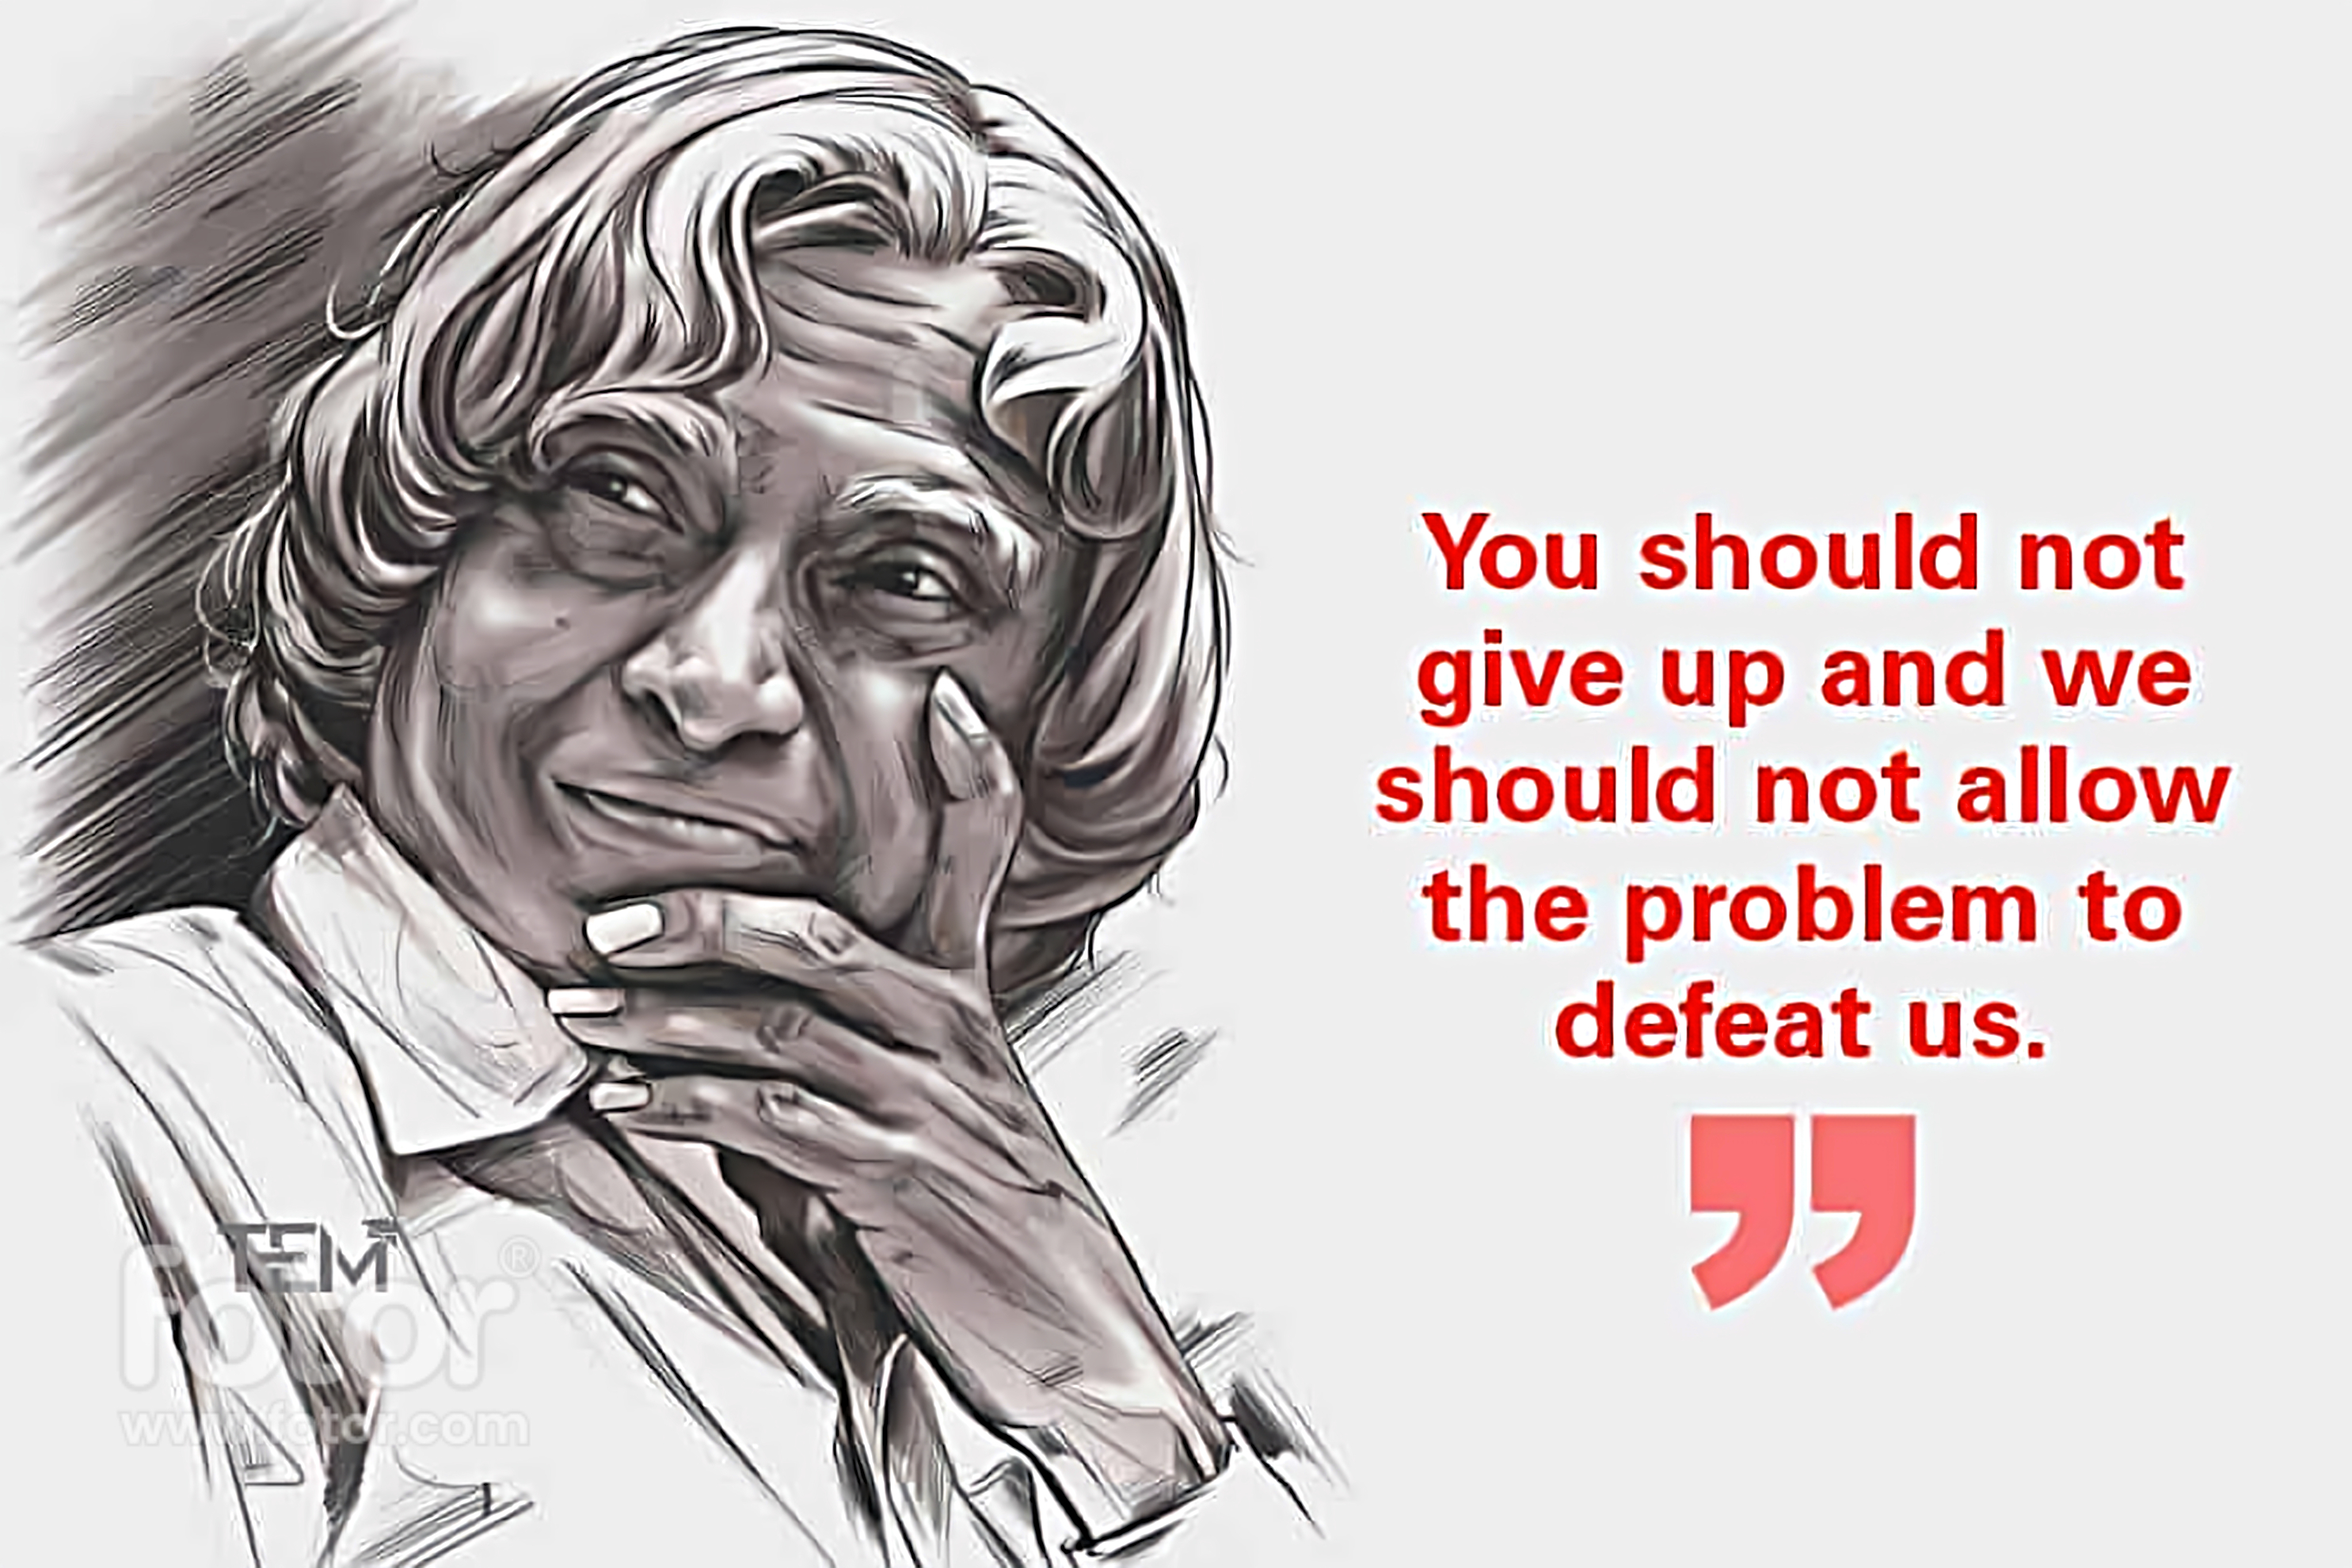 You should not
give up and we
should not allow
the problem to
defeat us.
”
TEM
fotor®
www.fotor.com